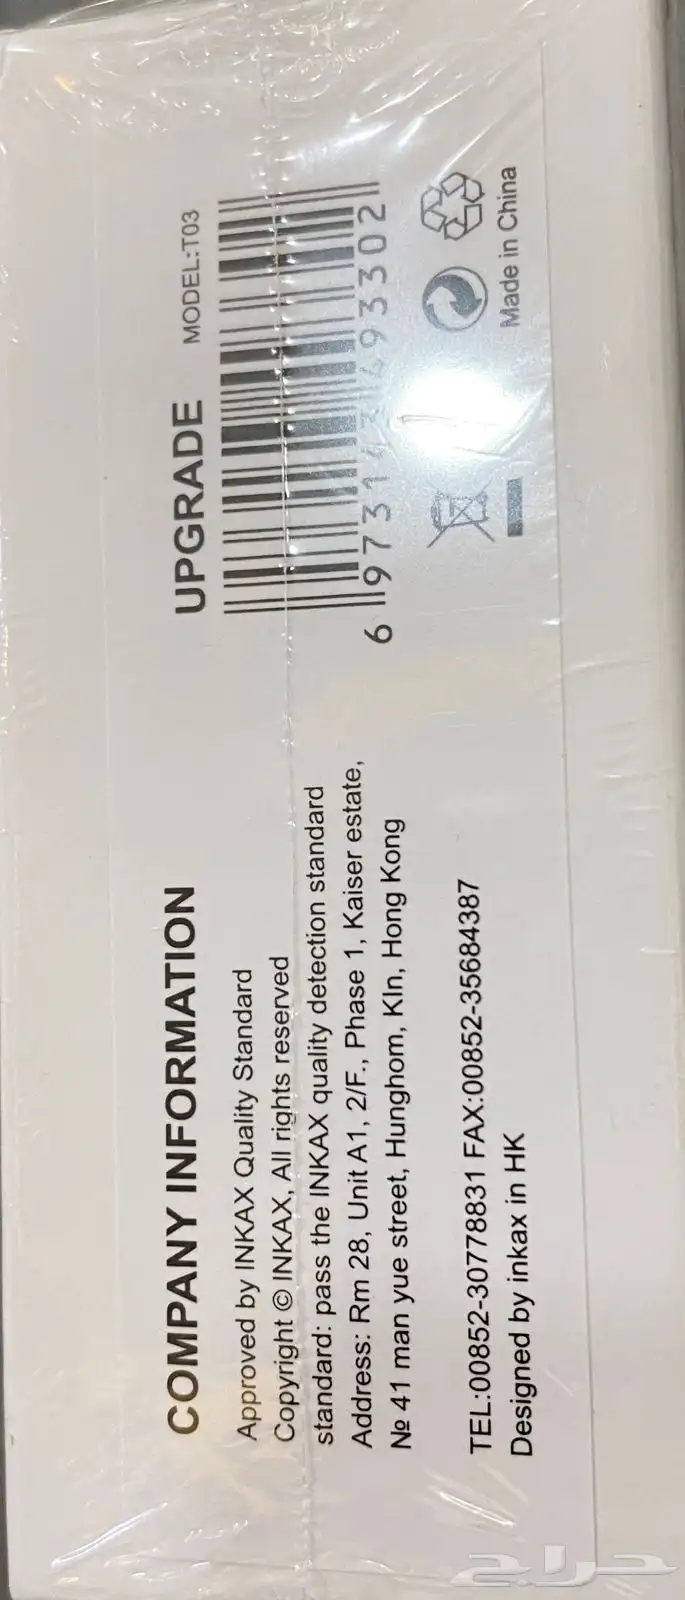 COMPANY INFORMATION
Approved by INKAX Quality Standard
Copyright © INKAX, All rights reserved
standard: pass the INKAX quality detection standard
Address: Rm 28, Unit A1, 2/F., Phase 1, Kaiser estate,
№ 41 man yue street, Hunghom, Kln, Hong Kong
TEL:00852-30778831 FAX:00852-35684387
Designed by inkax in HK
UPGRADE MODEL:T03
Made in China
حراج